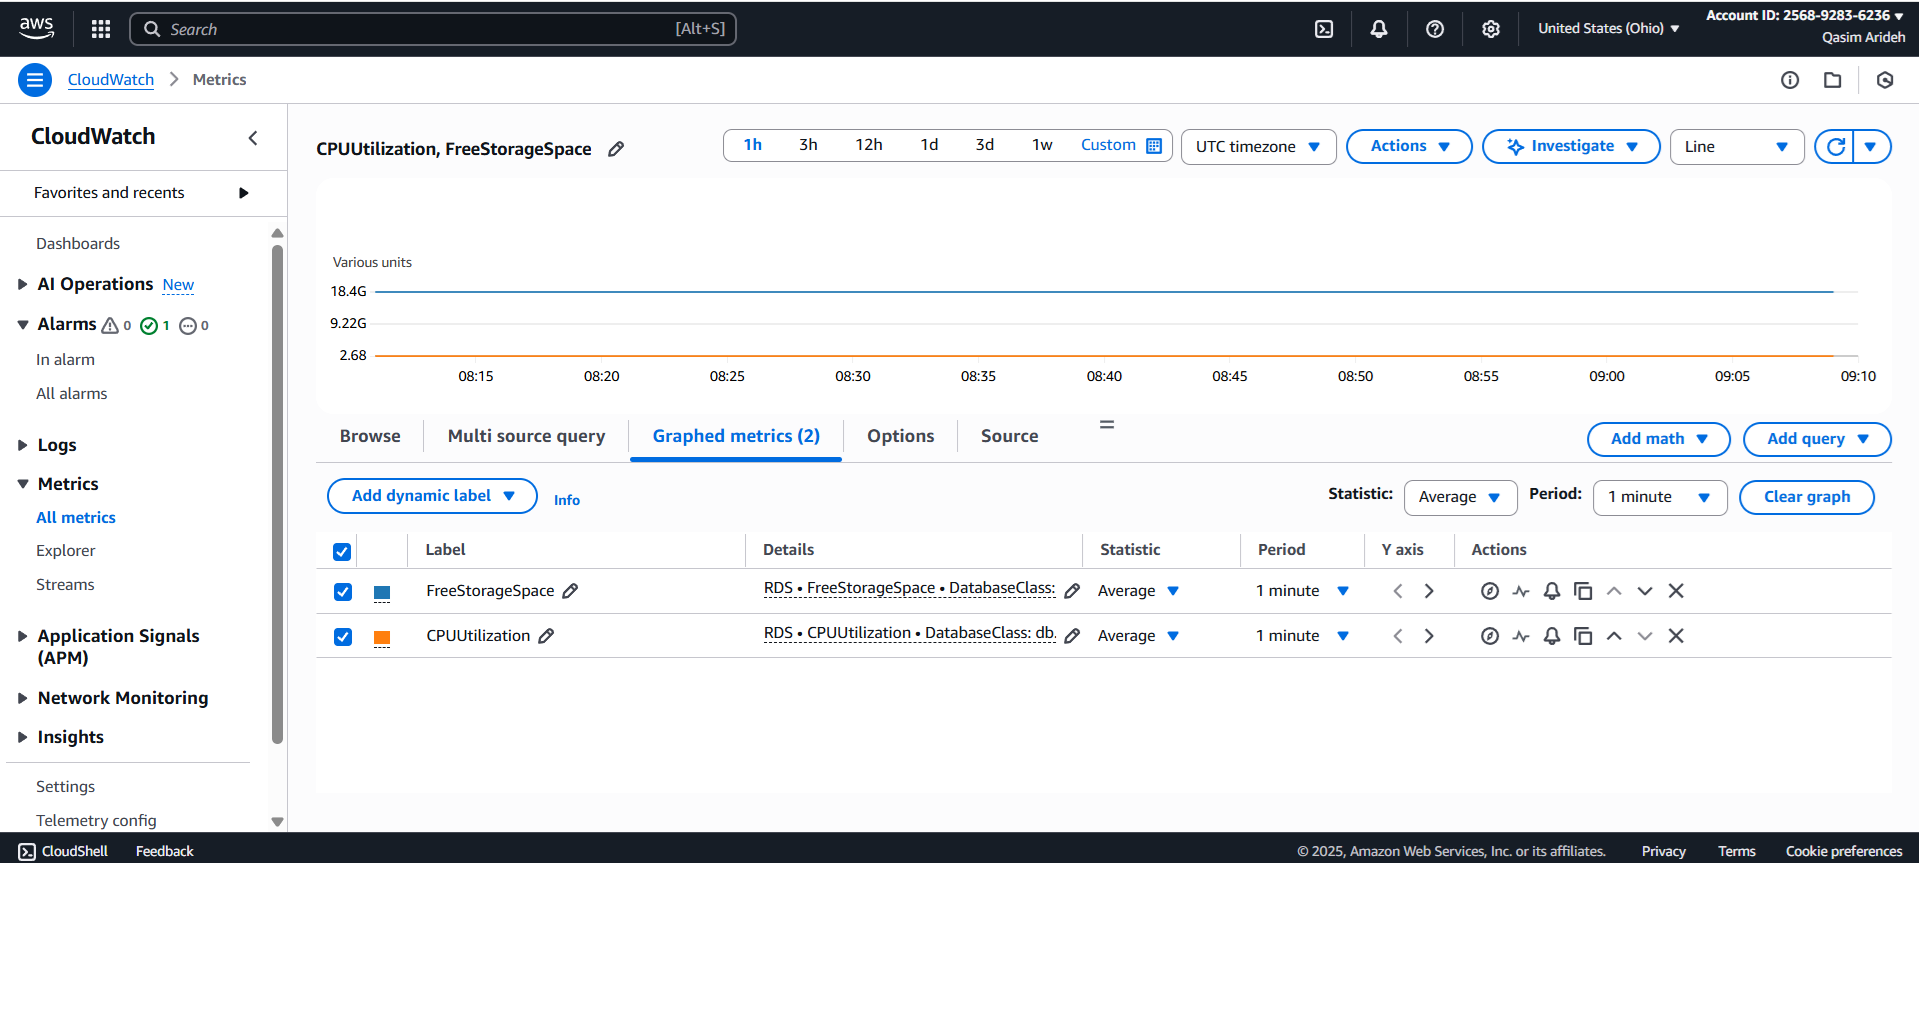 aws
Search
[Alt+S]
United States (Ohio)
Account ID: 2568-9283-6236
Qasim Arideh
CloudWatch
Metrics
CloudWatch
Favorites and recents
Dashboards
AI Operations New
Alarms 0 1 0
In alarm
All alarms
Logs
Metrics
All metrics
Explorer
Streams
Application Signals
(APM)
Network Monitoring
Insights
Settings
Telemetry config
CPUUtilization, FreeStorageSpace
1h 3h 12h 1d 3d 1w Custom
UTC timezone
Actions
Investigate
Line
Various units
18.4G
9.22G
2.68
08:15 08:20 08:25 08:30 08:35 08:40 08:45 08:50 08:55 09:00 09:05 09:10
Browse
Multi source query
Graphed metrics (2)
Options
Source
Add math
Add query
Add dynamic label
Info
Statistic: Average
Period: 1 minute
Clear graph
Label Details Statistic Period Y axis Actions
FreeStorageSpace RDS • FreeStorageSpace • DatabaseClass: Average 1 minute
CPUUtilization RDS • CPUUtilization • DatabaseClass: db. Average 1 minute
CloudShell
Feedback
© 2025, Amazon Web Services, Inc. or its affiliates.
Privacy
Terms
Cookie preferences